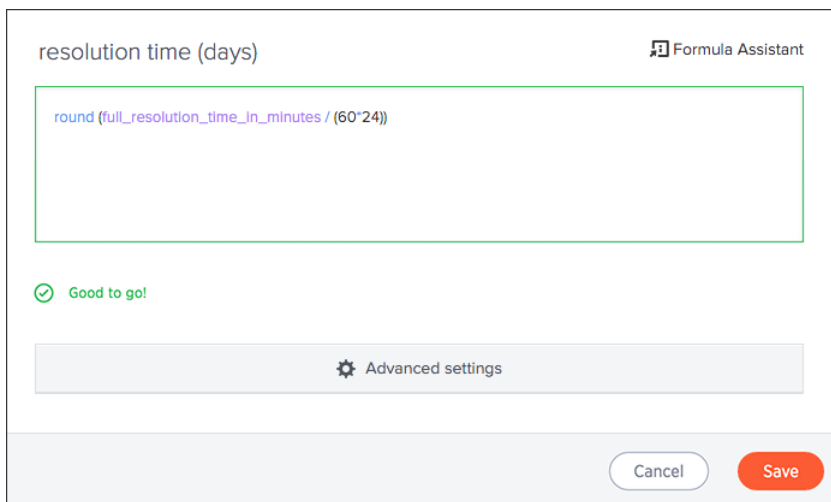 resolution time (days)
Formula Assistant
round (full_resolution_time_in_minutes / (60*24))
Good to go!
Advanced settings
Cancel
Save